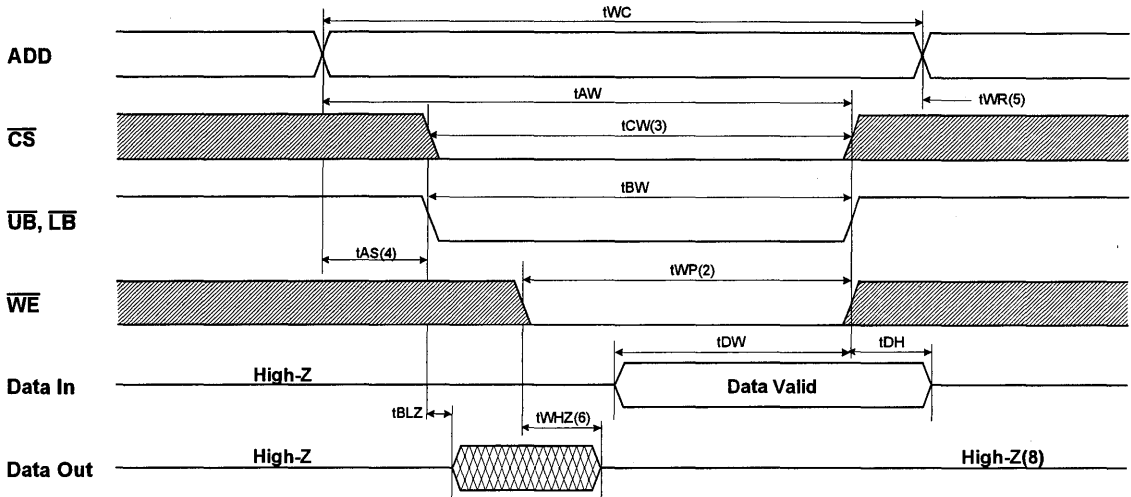 tWC
ADD
tAW
tWR(5)
CS
tCW(3)
tBW
UB, LB
tAS(4)
tWP(2)
WE
tDW
tDH
High-Z
Data In
Data Valid
tBLZ
tWHZ(6)
High-Z
High-Z(8)
Data Out